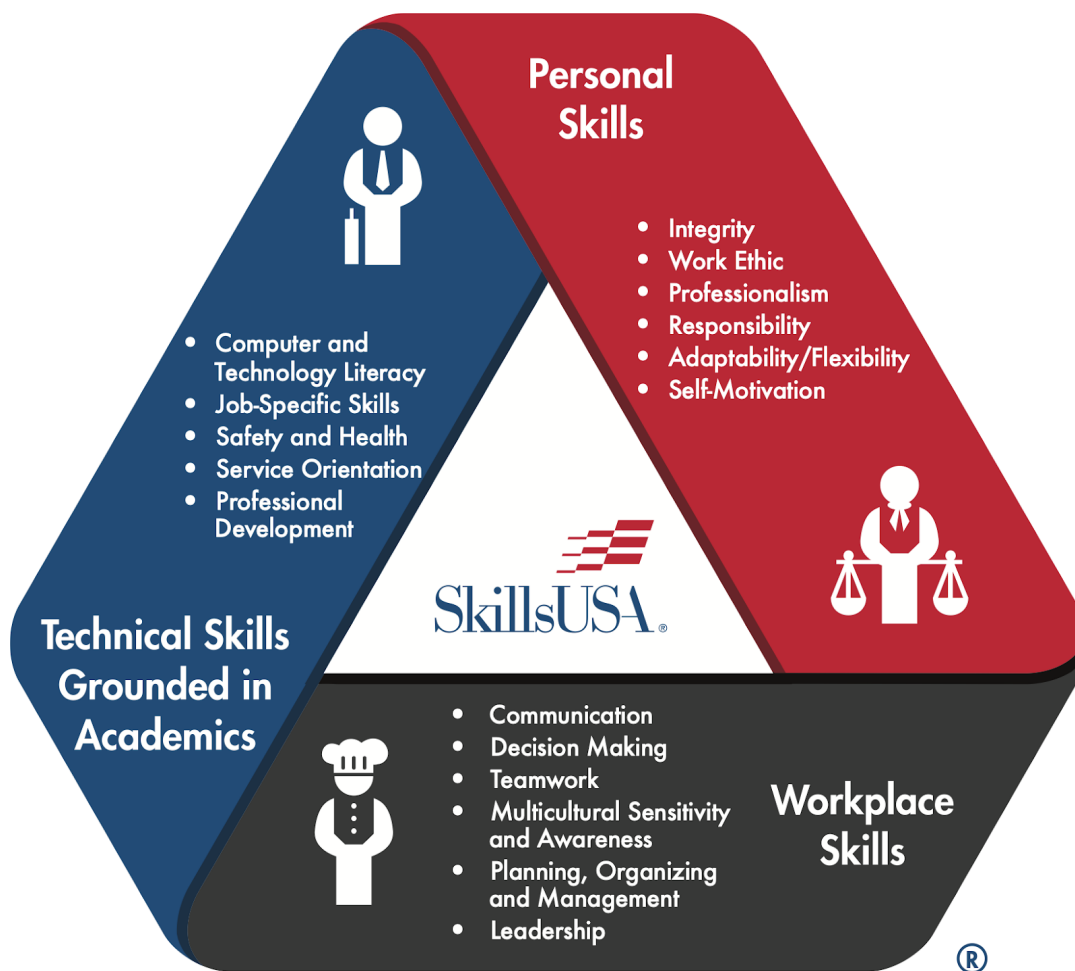 Personal
Skills
• Integrity
• Work Ethic
• Professionalism
• Responsibility
• Adaptability/Flexibility
• Self-Motivation
• Computer and
Technology Literacy
• Job-Specific Skills
• Safety and Health
• Service Orientation
• Professional
Development
Technical Skills
Grounded in
Academics
SkillsUSA®
• Communication
• Decision Making
• Teamwork
• Multicultural Sensitivity
and Awareness
• Planning, Organizing
and Management
• Leadership
Workplace
Skills
®